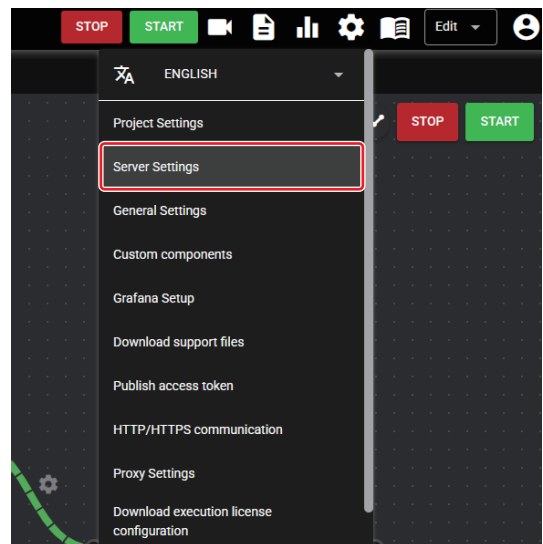 STOP START Edit
ENGLISH
Project Settings
STOP START
Server Settings
General Settings
Custom components
Grafana Setup
Download support files
Publish access token
HTTP/HTTPS communication
Proxy Settings
Download execution license
configuration